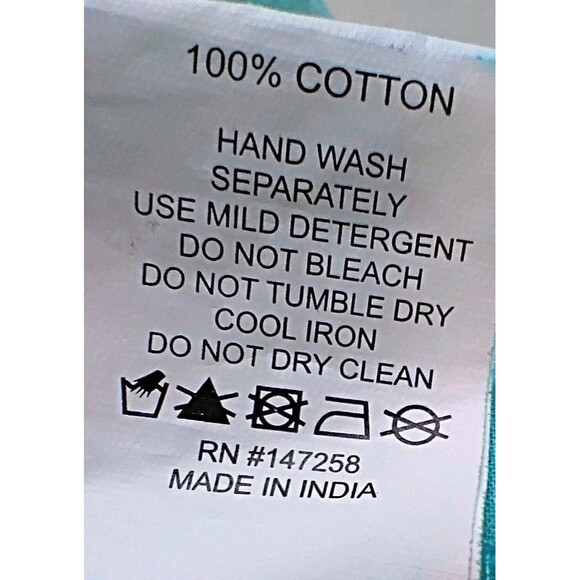 100% COTTON
HAND WASH
SEPARATELY
USE MILD DETERGENT
DO NOT BLEACH
DO NOT TUMBLE DRY
COOL IRON
DO NOT DRY CLEAN
RN #147258
MADE IN INDIA